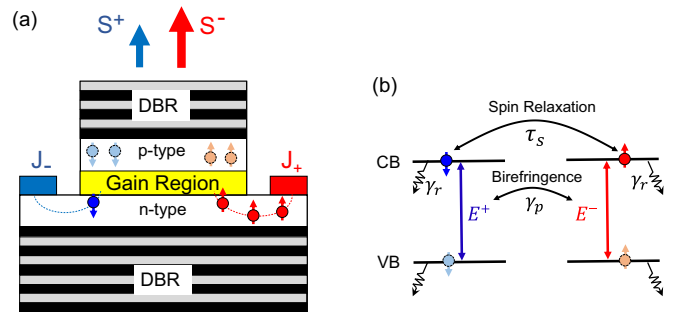 (a)
S⁺ S⁻
DBR
p-type
J₋ J₊
Gain Region
n-type
DBR
(b)
Spin Relaxation
τₛ
CB
γᵣ γᵣ
Birefringence
γₚ
E⁺ E⁻
VB